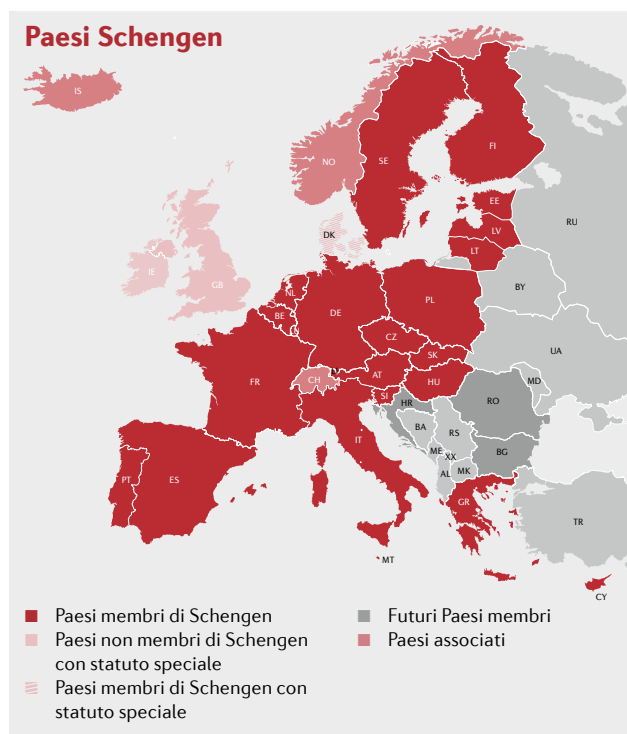 Paesi Schengen
IS
NO
SE
FI
EE
LV
LT
RU
DK
IE
GB
NL
BE
DE
PL
BY
UA
CZ
SK
FR
CH
AT
HU
MD
SI
HR
RO
BA
RS
IT
ME
XX
BG
AL
MK
PT
ES
GR
TR
MT
CY
Paesi membri di Schengen
Paesi non membri di Schengen
con statuto speciale
Paesi membri di Schengen con
statuto speciale
Futuri Paesi membri
Paesi associati